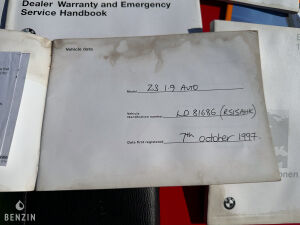 Dealer Warranty and Emergency
Service Handbook
Vehicle data
Model Z3 1.9 AUTO
Vehicle
identification number LD 81686 (R515AHK)
Date first registered 7th october 1997
BENZIN